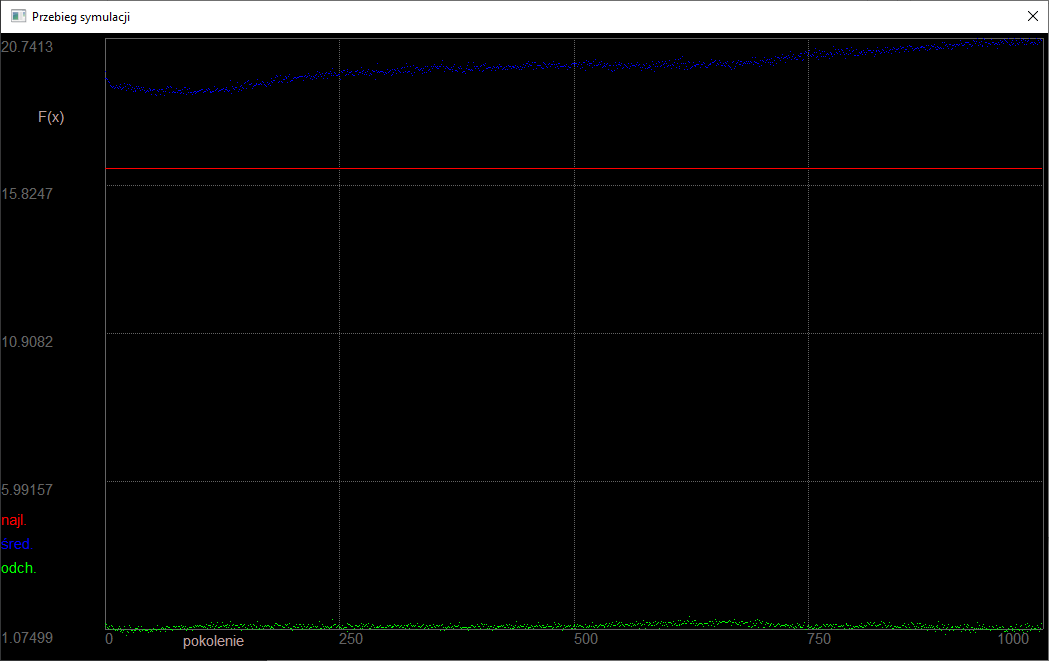 Przebieg symulacji
20.7413
F(x)
15.8247
10.9082
5.99157
najl.
śred.
odch.
1.07499
0 pokolenie 250 500 750 1000